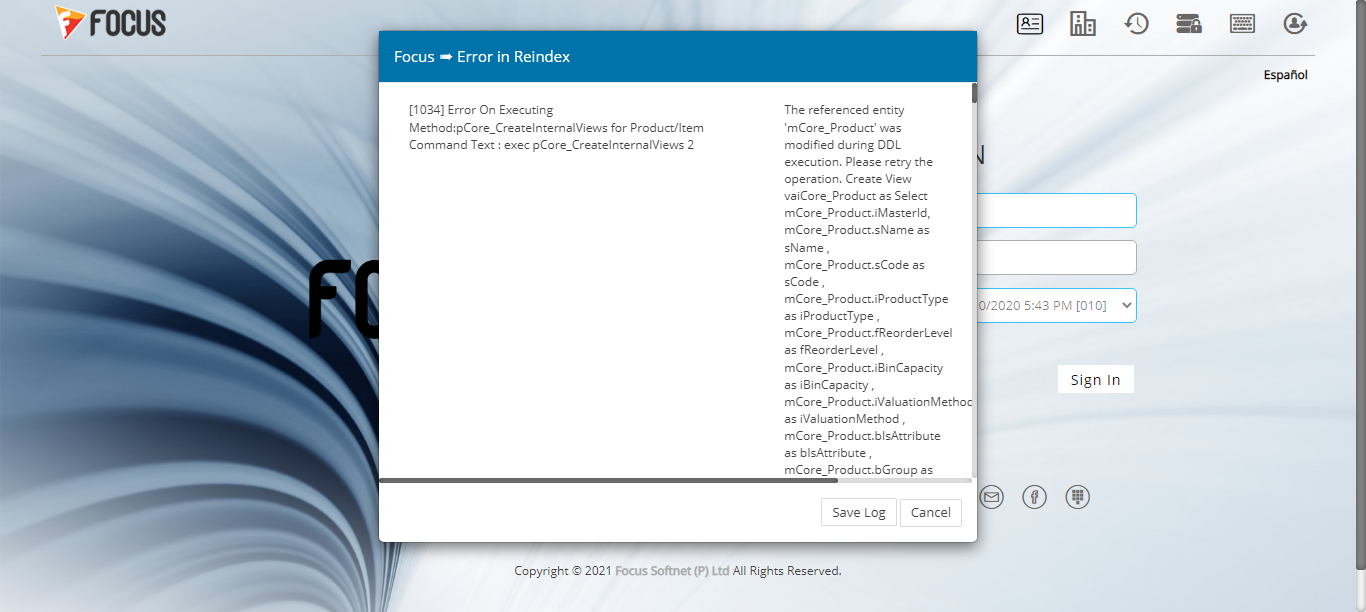 FOCUS
Español
Focus ➡ Error in Reindex
[1034] Error On Executing
Method:pCore_CreateInternalViews for Product/Item
Command Text : exec pCore_CreateInternalViews 2
The referenced entity
'mCore_Product' was
modified during DDL
execution. Please retry the
operation. Create View
vaiCore_Product as Select
mCore_Product.iMasterId,
mCore_Product.sName as
sName ,
mCore_Product.sCode as
sCode ,
mCore_Product.iProductType
as iProductType ,
mCore_Product.fReorderLevel
as fReorderLevel ,
mCore_Product.iBinCapacity
as iBinCapacity ,
mCore_Product.iValuationMethod
as iValuationMethod ,
mCore_Product.bIsAttribute
as bIsAttribute ,
mCore_Product.bGroup as
Save Log
Cancel
N
0/2020 5:43 PM [010]
Sign In
Copyright © 2021 Focus Softnet (P) Ltd All Rights Reserved.